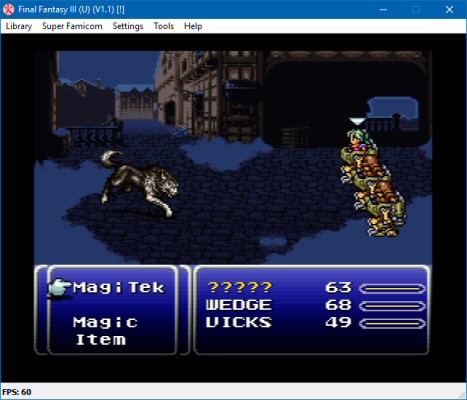 Final Fantasy III (U) (V1.1) [!]
Library Super Famicom Settings Tools Help
MagiTek ????? 63
WEDGE 68
Magic VICKS 49
Item
FPS: 60